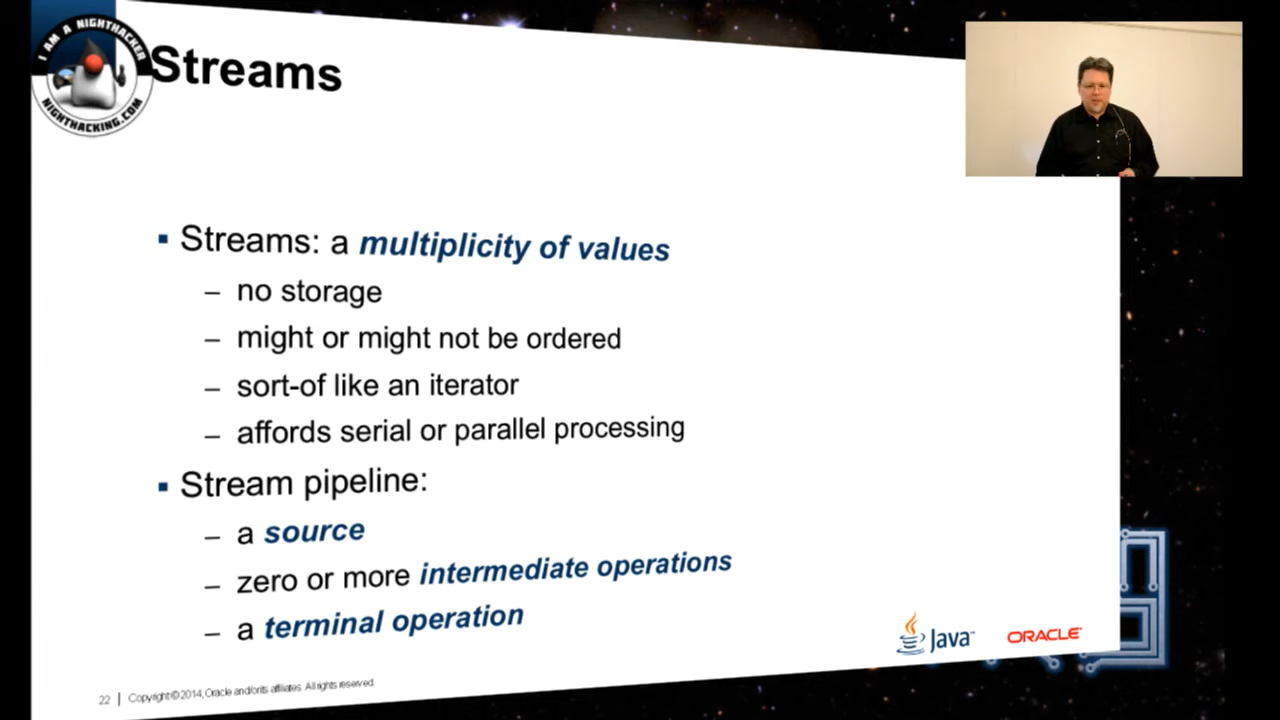 I AM A NIGHTHACKER
NIGHTHACKING.COM
Streams
▪ Streams: a multiplicity of values
– no storage
– might or might not be ordered
– sort-of like an iterator
– affords serial or parallel processing
▪ Stream pipeline:
– a source
– zero or more intermediate operations
– a terminal operation
Java™
ORACLE
22 | Copyright © 2014, Oracle and/or its affiliates. All rights reserved.